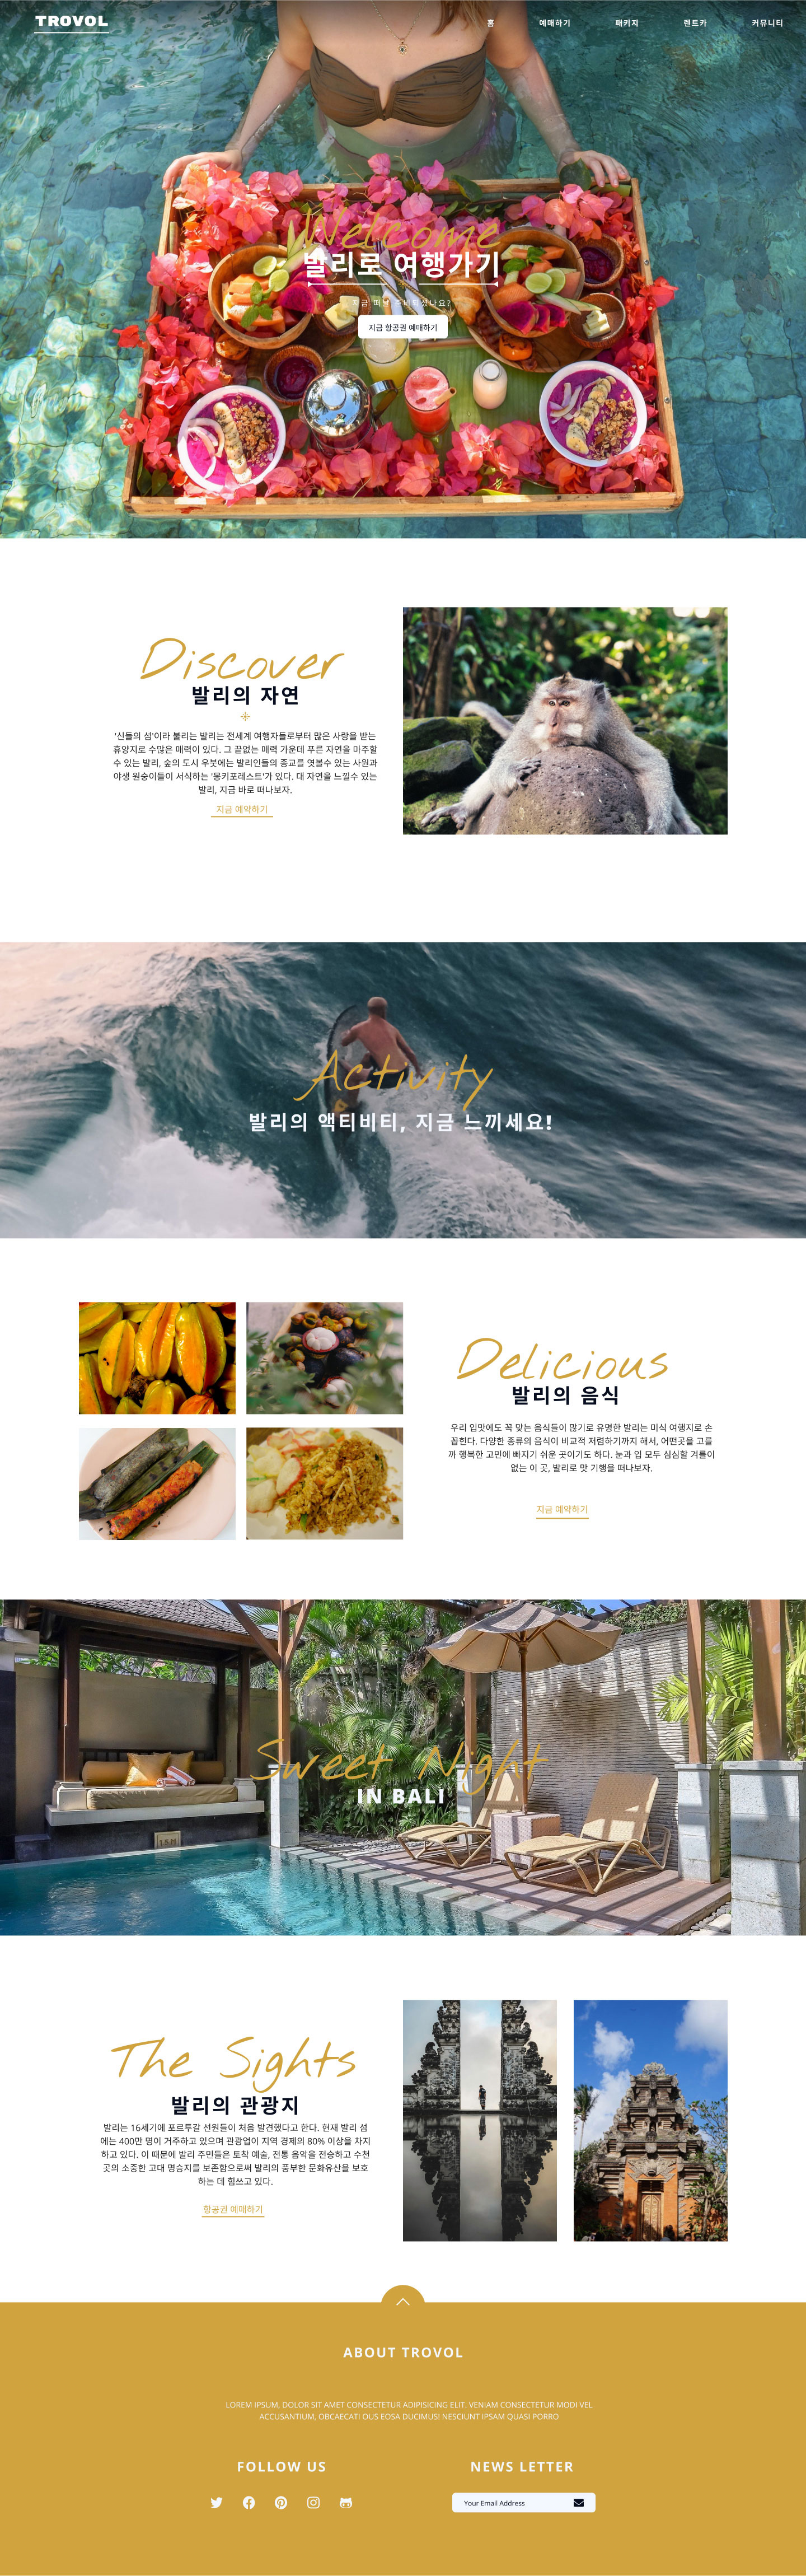 TROVOL
홈 예매하기 패키지 렌트카 커뮤니티
Welcome
발리로 여행가기
지금 떠날 준비되셨나요?
지금 항공권 예매하기
Discover
발리의 자연
'신들의 섬'이라 불리는 발리는 전세계 여행자들로부터 많은 사랑을 받는
휴양지로 수많은 매력이 있다. 그 끝없는 매력 가운데 푸른 자연을 마주할
수 있는 발리, 숲의 도시 우붓에는 발리인들의 종교를 엿볼수 있는 사원과
야생 원숭이들이 서식하는 '몽키포레스트'가 있다. 대 자연을 느낄수 있는
발리, 지금 바로 떠나보자.
지금 예약하기
Activity
발리의 액티비티, 지금 느끼세요!
Delicious
발리의 음식
우리 입맛에도 꼭 맞는 음식들이 많기로 유명한 발리는 미식 여행지로 손
꼽힌다. 다양한 종류의 음식이 비교적 저렴하기까지 해서, 어떤곳을 고를
까 행복한 고민에 빠지기 쉬운 곳이기도 하다. 눈과 입 모두 심심할 겨를이
없는 이 곳, 발리로 맛 기행을 떠나보자.
지금 예약하기
Sweet Night
IN BALI
1.5 M
The Sights
발리의 관광지
발리는 16세기에 포르투갈 선원들이 처음 발견했다고 한다. 현재 발리 섬
에는 400만 명이 거주하고 있으며 관광업이 지역 경제의 80% 이상을 차지
하고 있다. 이 때문에 발리 주민들은 토착 예술, 전통 음악을 전승하고 수천
곳의 소중한 고대 명승지를 보존함으로써 발리의 풍부한 문화유산을 보호
하는 데 힘쓰고 있다.
항공권 예매하기
ABOUT TROVOL
LOREM IPSUM, DOLOR SIT AMET CONSECTETUR ADIPISICING ELIT. VENIAM CONSECTETUR MODI VEL
ACCUSANTIUM, OBCAECATI OUS EOSA DUCIMUS! NESCIUNT IPSAM QUASI PORRO
FOLLOW US
NEWS LETTER
Your Email Address